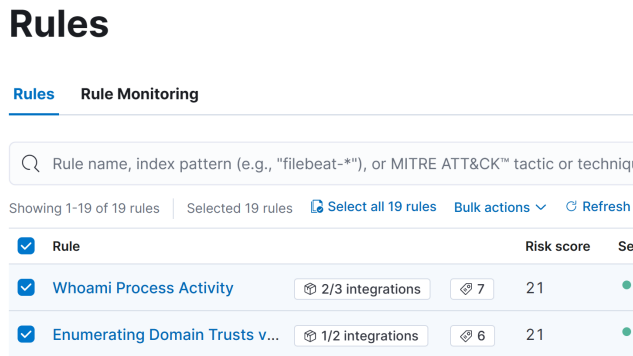 Rules
Rules Rule Monitoring
Rule name, index pattern (e.g., "filebeat-*"), or MITRE ATT&CK™ tactic or techniqu
Showing 1-19 of 19 rules Selected 19 rules Select all 19 rules Bulk actions Refresh
Rule Risk score Se
Whoami Process Activity 2/3 integrations 7 21
Enumerating Domain Trusts v... 1/2 integrations 6 21